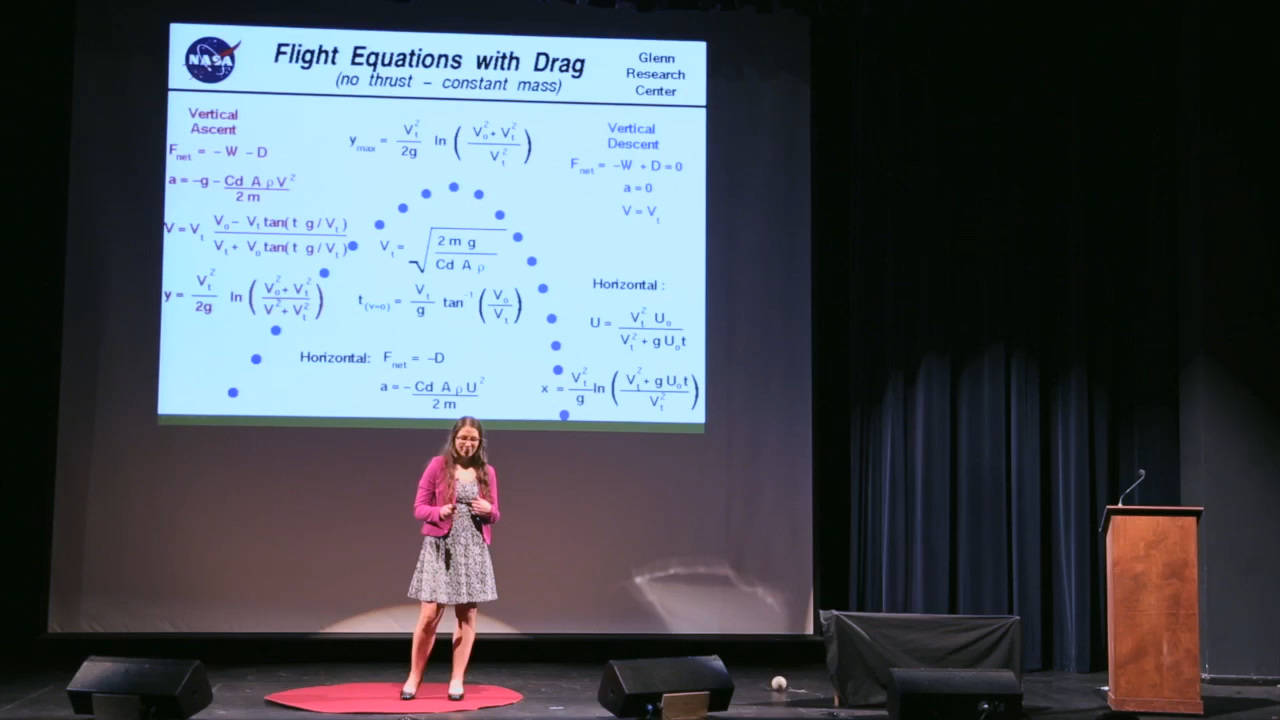 NASA
Flight Equations with Drag
(no thrust – constant mass)
Glenn
Research
Center
Vertical
Ascent
F_net = – W – D
a = –g – Cd A ρ V² / 2 m
V = V_t (V_o – V_t tan( t g / V_t )) / (V_t + V_o tan( t g / V_t ))
y = V_t² / 2g ln ( (V_o² + V_t²) / (V² + V_t²) )
y_max = V_t² / 2g ln ( (V_o² + V_t²) / V_t² )
V_t = √( 2 m g / Cd A ρ )
t_(v=o) = V_t / g tan⁻¹ ( V_o / V_t )
Horizontal: F_net = –D
a = – Cd A ρ U² / 2 m
Vertical
Descent
F_net = –W + D = 0
a = 0
V = V_t
Horizontal :
U = V_t² U_o / (V_t² + g U_o t)
x = V_t² / g ln ( (V_t² + g U_o t) / V_t² )